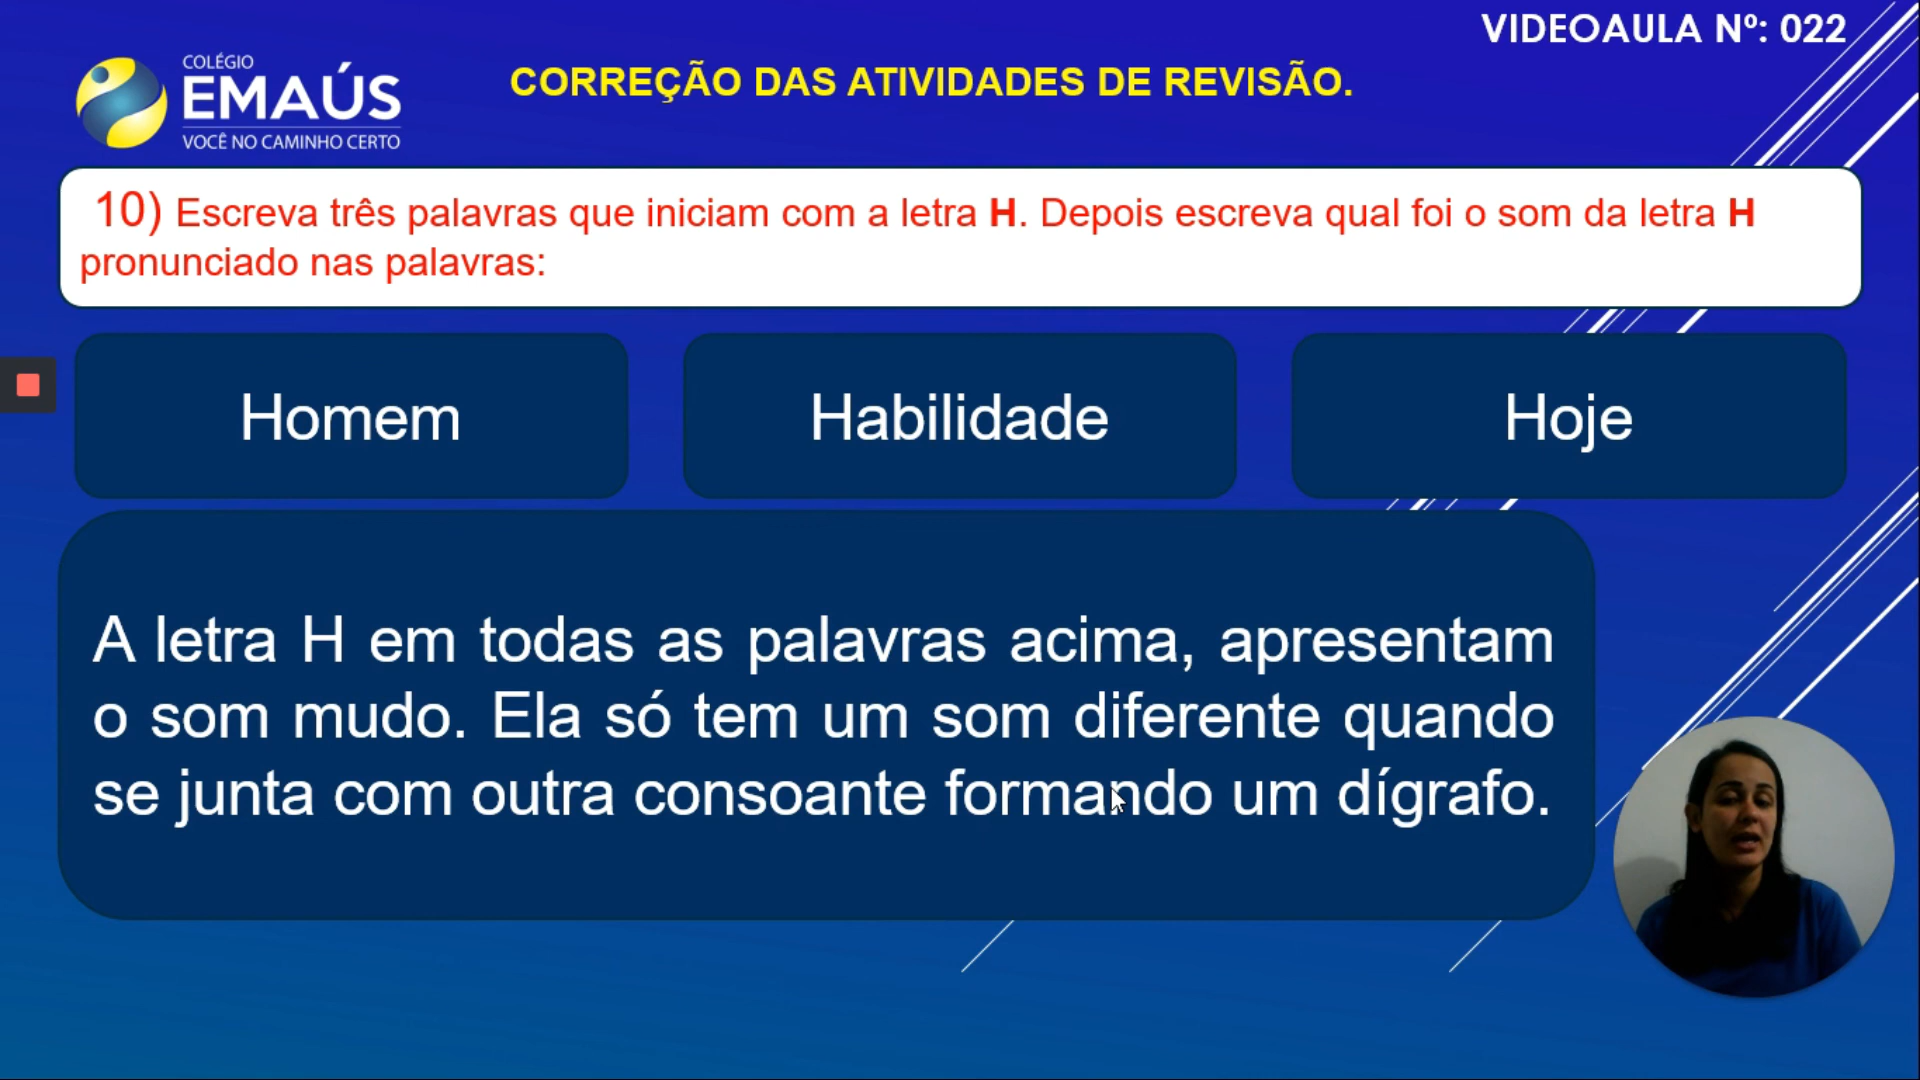 VIDEOAULA Nº: 022
COLÉGIO
EMAÚS
VOCÊ NO CAMINHO CERTO
CORREÇÃO DAS ATIVIDADES DE REVISÃO.
10) Escreva três palavras que iniciam com a letra H. Depois escreva qual foi o som da letra H
pronunciado nas palavras:
Homem
Habilidade
Hoje
A letra H em todas as palavras acima, apresentam
o som mudo. Ela só tem um som diferente quando
se junta com outra consoante formando um dígrafo.